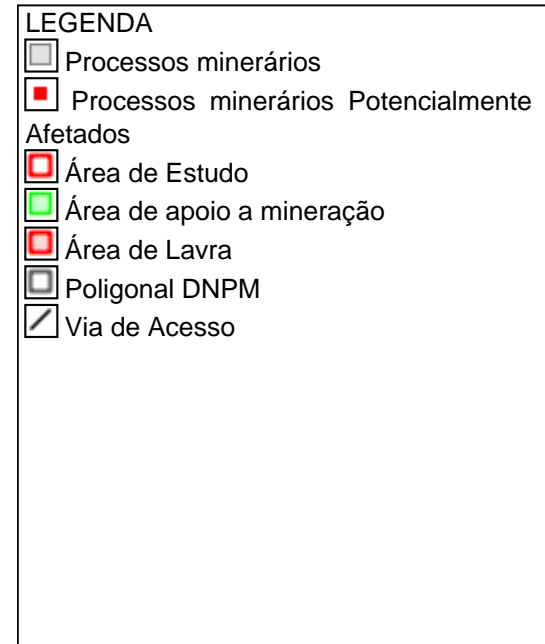 LEGENDA
Processos minerários
Processos minerários Potencialmente
Afetados
Área de Estudo
Área de apoio a mineração
Área de Lavra
Poligonal DNPM
Via de Acesso